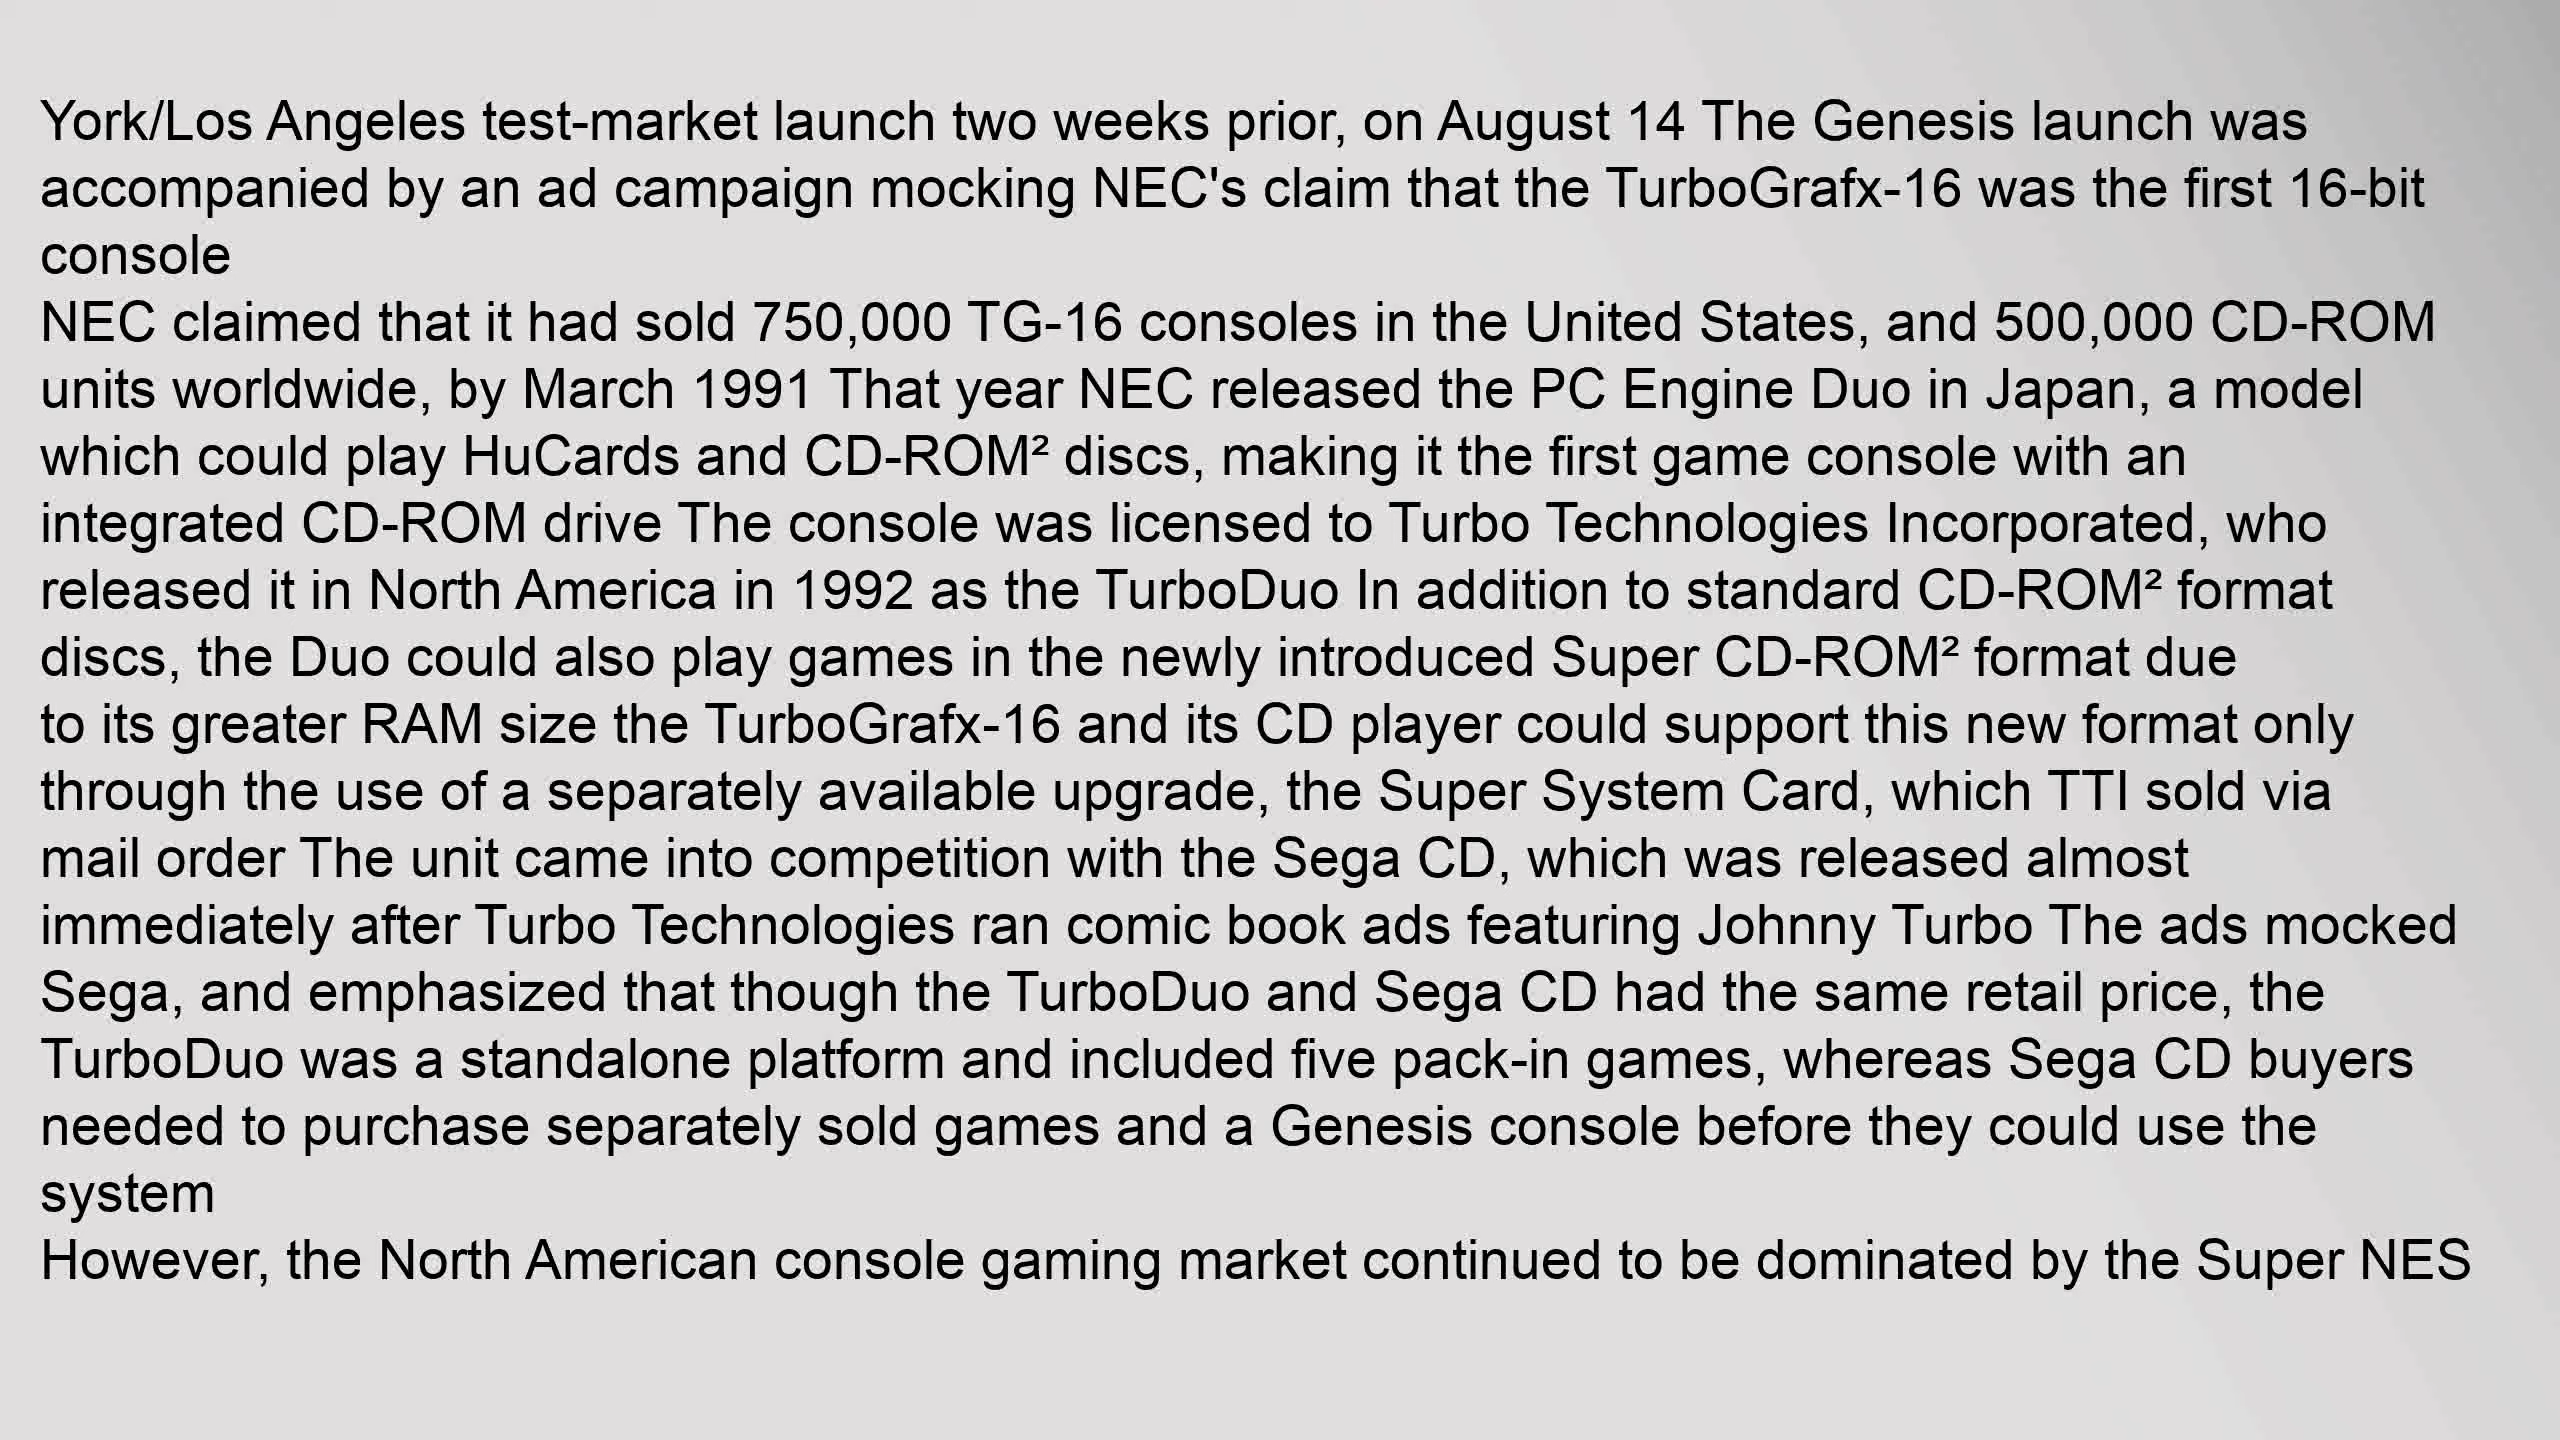 York/Los Angeles test-market launch two weeks prior, on August 14 The Genesis launch was
accompanied by an ad campaign mocking NEC's claim that the TurboGrafx-16 was the first 16-bit
console
NEC claimed that it had sold 750,000 TG-16 consoles in the United States, and 500,000 CD-ROM
units worldwide, by March 1991 That year NEC released the PC Engine Duo in Japan, a model
which could play HuCards and CD-ROM² discs, making it the first game console with an
integrated CD-ROM drive The console was licensed to Turbo Technologies Incorporated, who
released it in North America in 1992 as the TurboDuo In addition to standard CD-ROM² format
discs, the Duo could also play games in the newly introduced Super CD-ROM² format due
to its greater RAM size the TurboGrafx-16 and its CD player could support this new format only
through the use of a separately available upgrade, the Super System Card, which TTI sold via
mail order The unit came into competition with the Sega CD, which was released almost
immediately after Turbo Technologies ran comic book ads featuring Johnny Turbo The ads mocked
Sega, and emphasized that though the TurboDuo and Sega CD had the same retail price, the
TurboDuo was a standalone platform and included five pack-in games, whereas Sega CD buyers
needed to purchase separately sold games and a Genesis console before they could use the
system
However, the North American console gaming market continued to be dominated by the Super NES